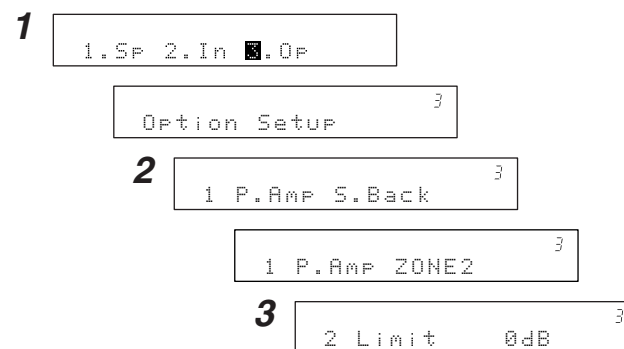 1
1.Sp 2.In 3.Op
3
Option Setup
2
3
1 P.Amp S.Back
3
1 P.Amp ZONE2
3
3
2 Limit 0dB